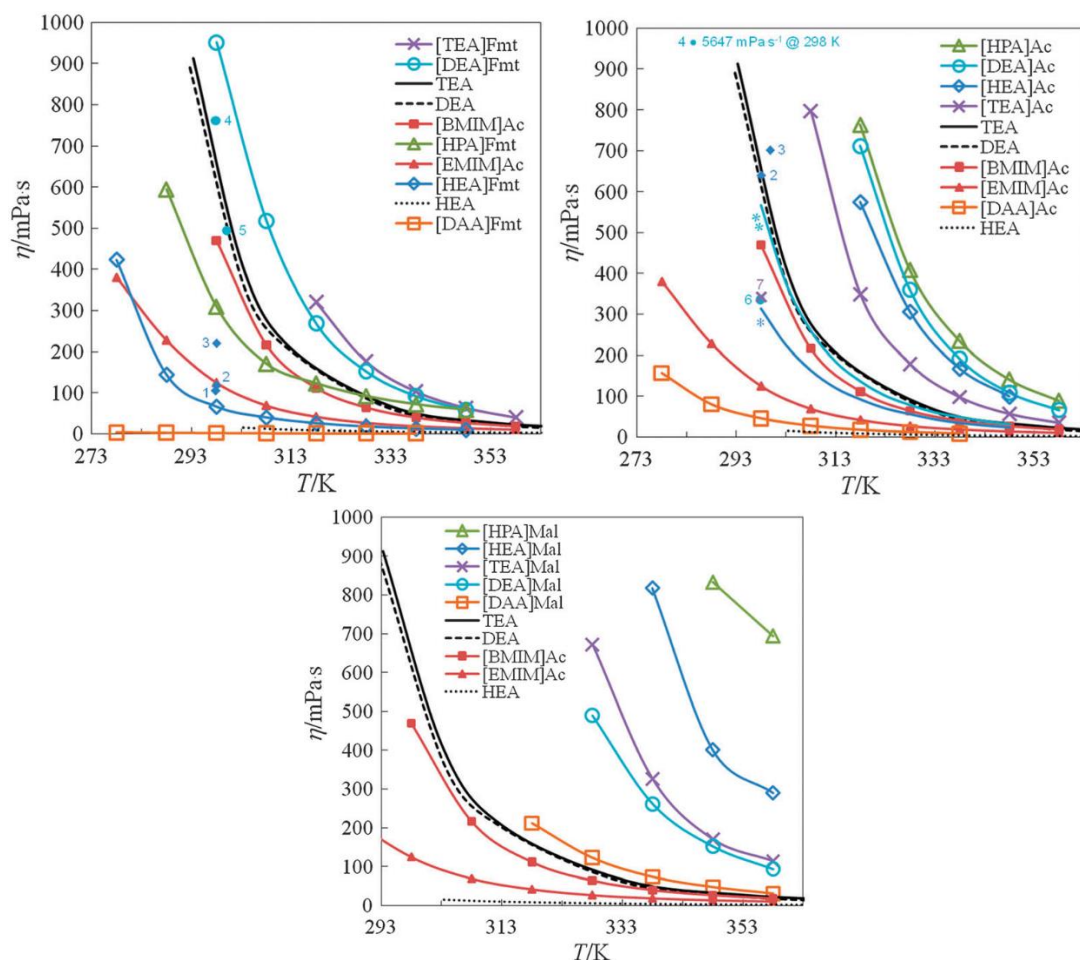 1000
900
800
700
600
500
400
300
200
100
0
η/mPa·s
273
293
313
333
353
T/K
[TEA]Fmt
[DEA]Fmt
TEA
DEA
[BMIM]Ac
[HPA]Fmt
[EMIM]Ac
[HEA]Fmt
HEA
[DAA]Fmt
4
5
3
2
1
1000
900
800
700
600
500
400
300
200
100
0
η/mPa·s
273
293
313
333
353
T/K
4 ● 5647 mPa s⁻¹ @ 298 K
[HPA]Ac
[DEA]Ac
[HEA]Ac
[TEA]Ac
TEA
DEA
[BMIM]Ac
[EMIM]Ac
[DAA]Ac
HEA
3
2
**
7
6
*
1000
900
800
700
600
500
400
300
200
100
0
η/mPa·s
293
313
333
353
T/K
[HPA]Mal
[HEA]Mal
[TEA]Mal
[DEA]Mal
[DAA]Mal
TEA
DEA
[BMIM]Ac
[EMIM]Ac
HEA